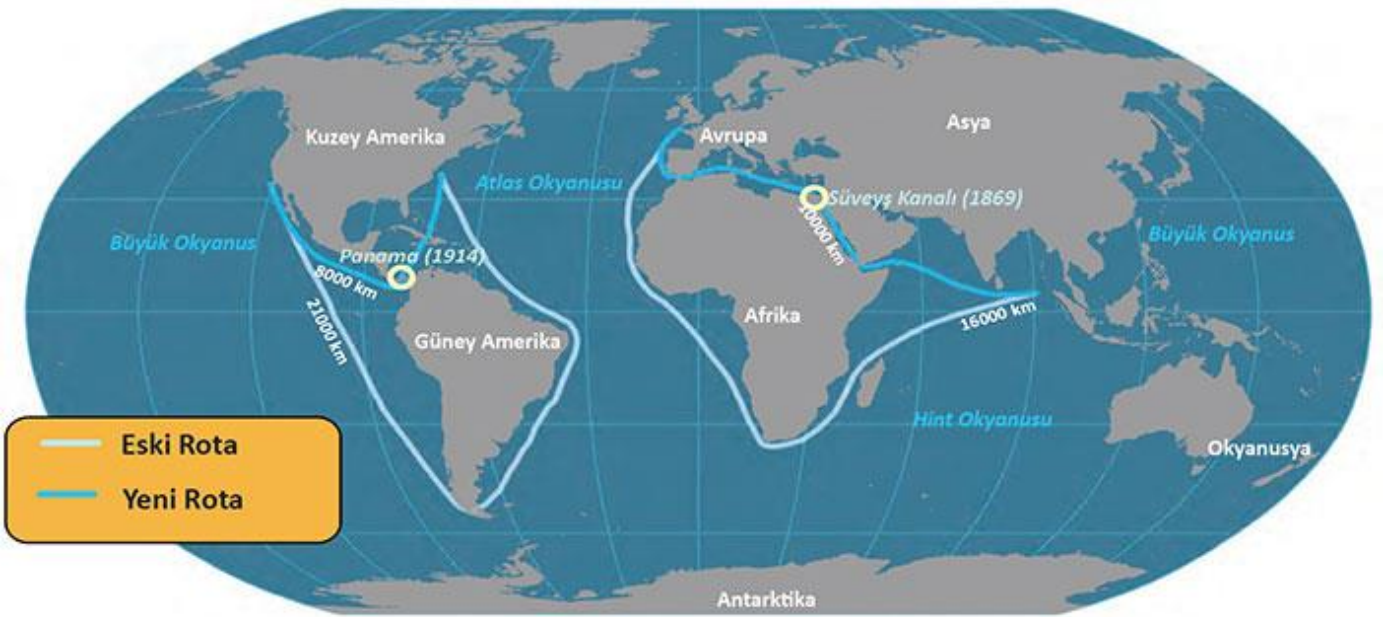 Kuzey Amerika
Avrupa
Asya
Atlas Okyanusu
Süveyş Kanalı (1869)
10000 km
Büyük Okyanus
Büyük Okyanus
Panama (1914)
8000 km
21000 km
Afrika
16000 km
Güney Amerika
Hint Okyanusu
Okyanusya
Eski Rota
Yeni Rota
Antarktika